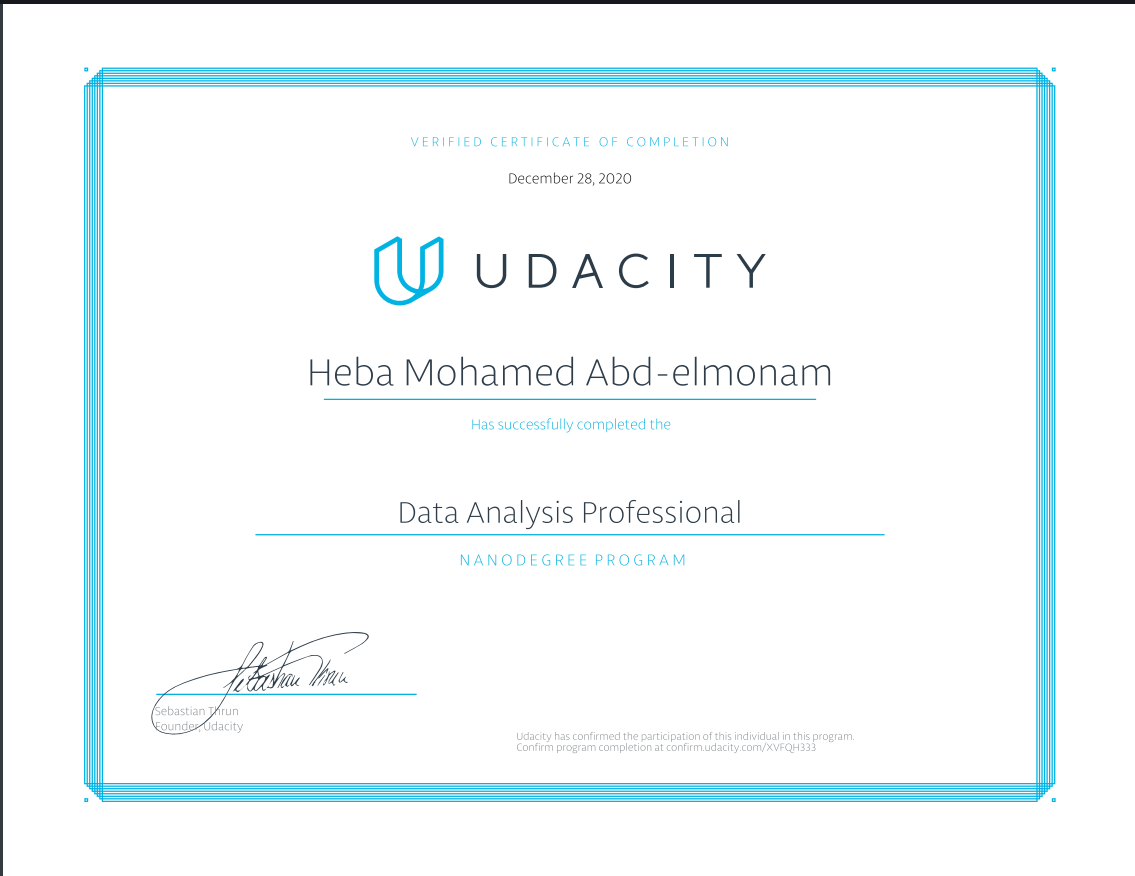 VERIFIED CERTIFICATE OF COMPLETION
December 28, 2020
UDACITY
Heba Mohamed Abd-elmonam
Has successfully completed the
Data Analysis Professional
NANODEGREE PROGRAM
Sebastian Thrun
Sebastian Thrun
Founder, Udacity
Udacity has confirmed the participation of this individual in this program.
Confirm program completion at confirm.udacity.com/XVFQH333